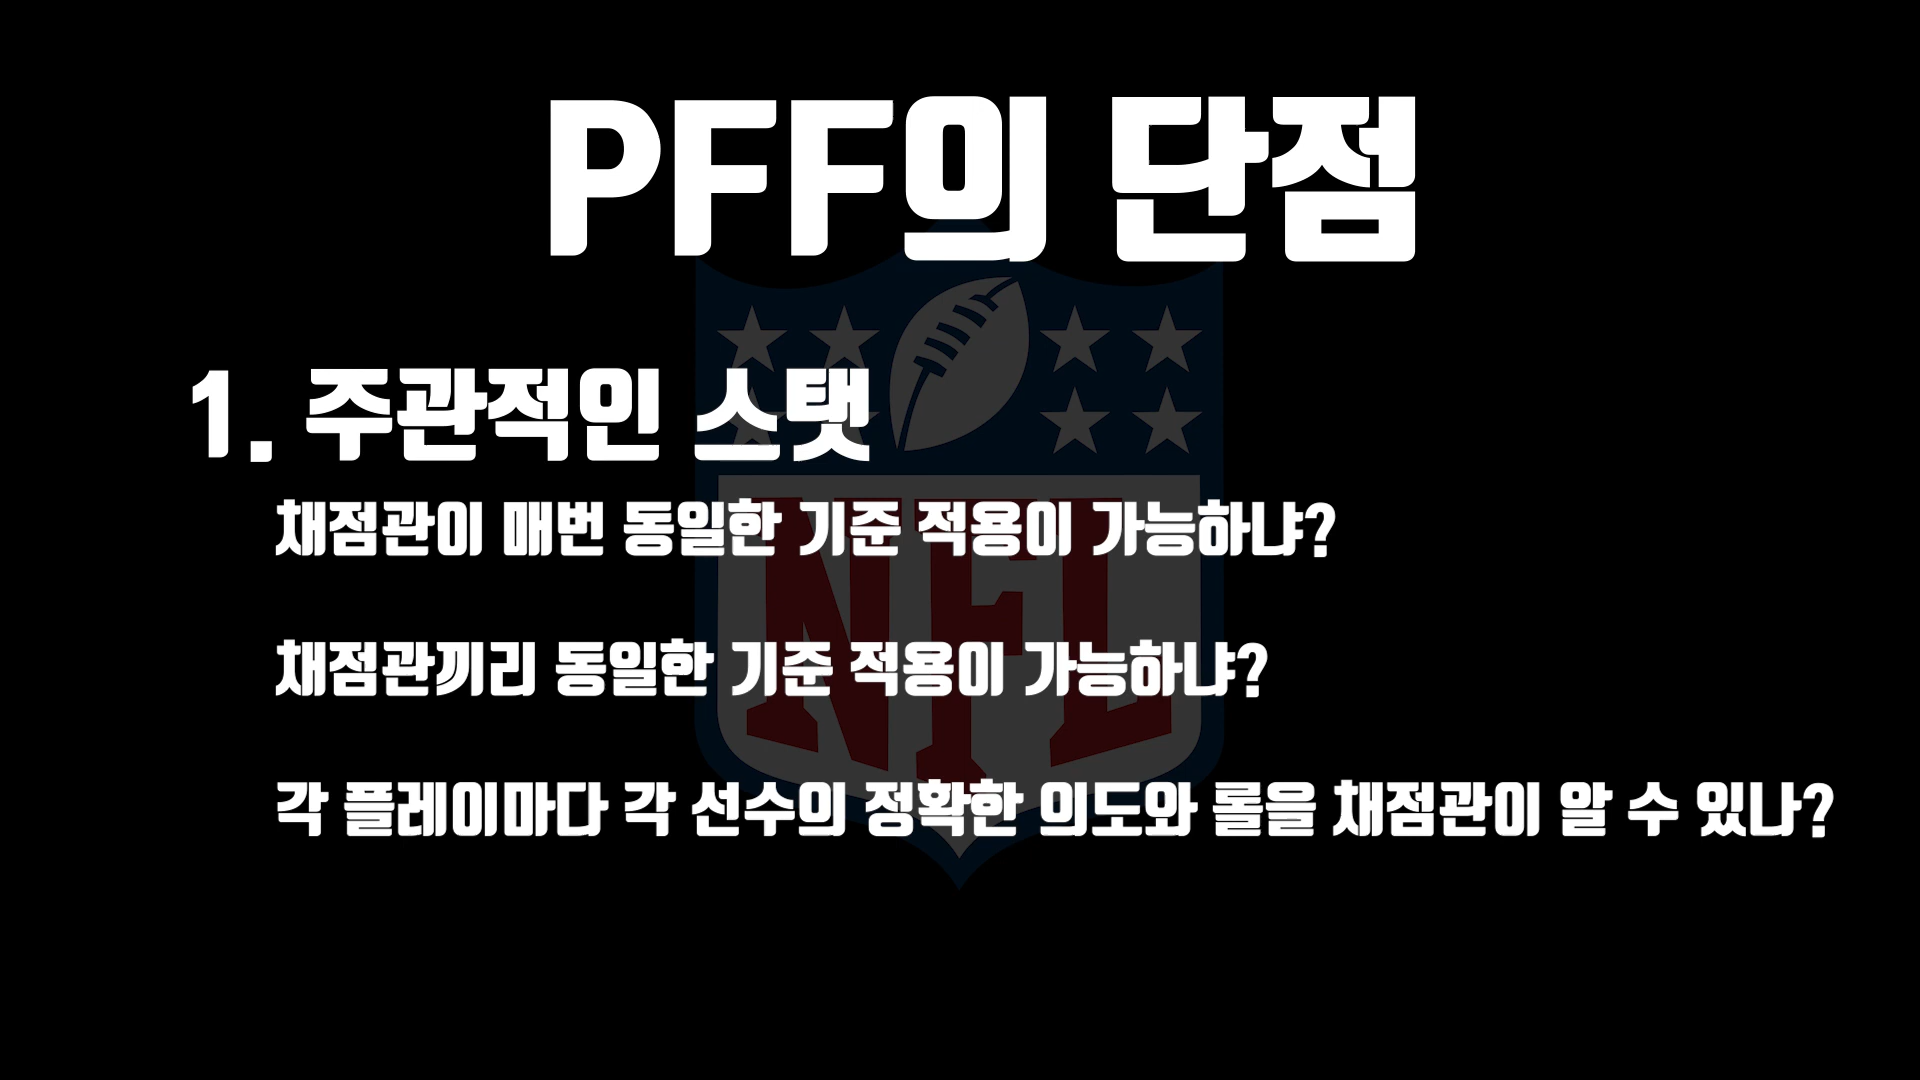 PFF의 단점
1. 주관적인 스탯
채점관이 매번 동일한 기준 적용이 가능하냐?
채점관끼리 동일한 기준 적용이 가능하냐?
각 플레이마다 각 선수의 정확한 의도와 롤을 채점관이 알 수 있나?
NFL